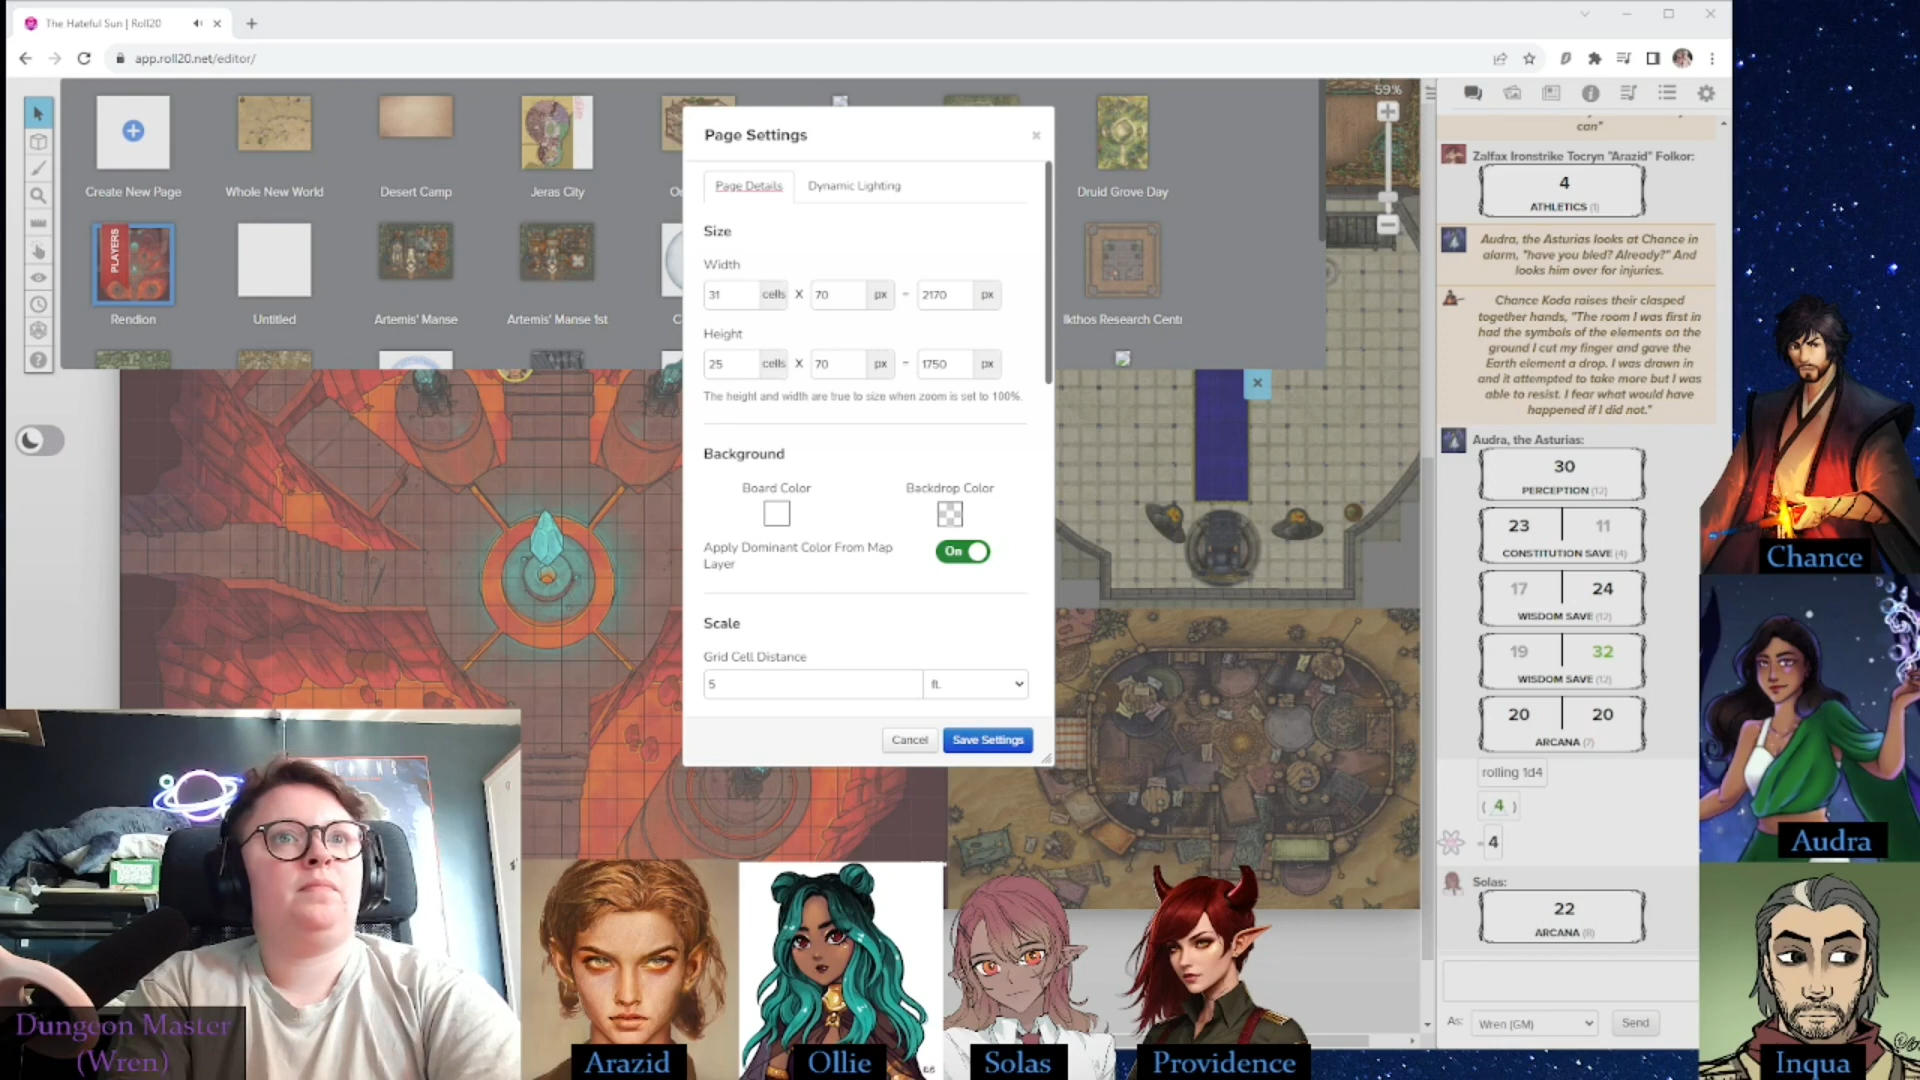 The Hateful Sun | Roll20
app.roll20.net/editor/
59%
Create New Page
Whole New World
Desert Camp
Jeras City
Druid Grove Day
PLAYERS
Rendion
Untitled
Artemis' Manse
Artemis' Manse 1st
Ikthos Research Cent
Page Settings
Page Details
Dynamic Lighting
Size
Width
31 cells X 70 px = 2170 px
Height
25 cells X 70 px = 1750 px
The height and width are true to size when zoom is set to 100%.
Background
Board Color
Backdrop Color
Apply Dominant Color From Map
Layer
On
Scale
Grid Cell Distance
5 ft.
Cancel
Save Settings
can"
Zalfax Ironstrike Tocryn "Arazid" Folkor:
4
ATHLETICS (1)
Audra, the Asturias looks at Chance in
alarm, "have you bled? Already?" And
looks him over for injuries.
Chance Koda raises their clasped
together hands, "The room I was first in
had the symbols of the elements on the
ground I cut my finger and gave the
Earth element a drop. I was drawn in
and it attempted to take more but I was
able to resist. I fear what would have
happened if I did not."
Audra, the Asturias:
30
PERCEPTION (12)
23 11
CONSTITUTION SAVE (4)
17 24
WISDOM SAVE (12)
19 32
WISDOM SAVE (12)
20 20
ARCANA (7)
rolling 1d4
( 4 )
= 4
Solas:
22
ARCANA (8)
As: Wren (GM)
Send
Chance
Audra
Inqua
Dungeon Master
(Wren)
Arazid
Ollie
Solas
Providence